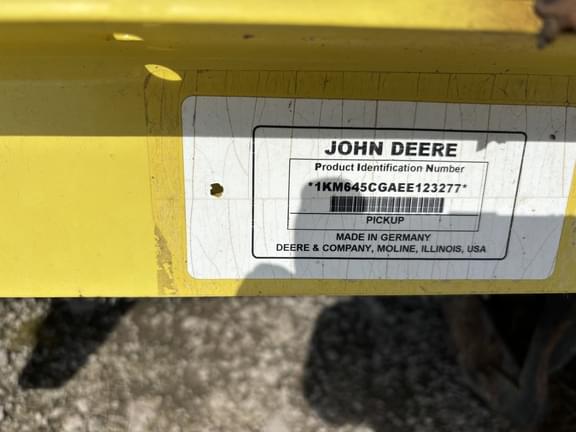 JOHN DEERE
Product Identification Number
*1KM645CGAEE123277*
PICKUP
MADE IN GERMANY
DEERE & COMPANY, MOLINE, ILLINOIS, USA